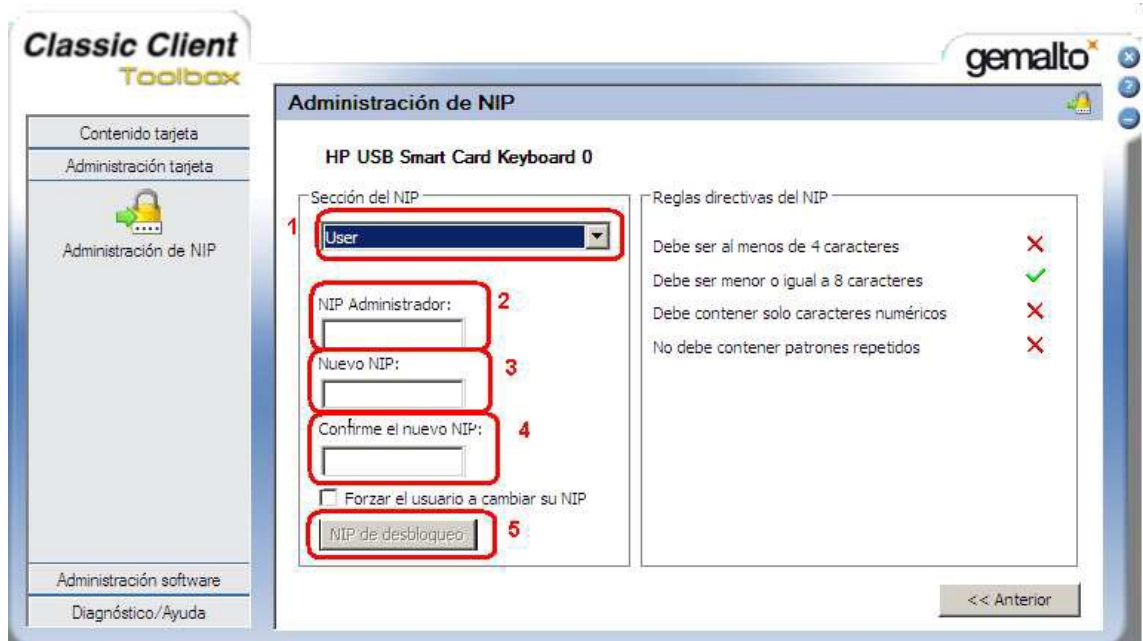 Classic Client
Toolbox
gemalto
Contenido tarjeta
Administración tarjeta
Administración de NIP
Administración software
Diagnóstico/Ayuda
Administración de NIP
HP USB Smart Card Keyboard 0
Sección del NIP
1
User
NIP Administrador:
2
Nuevo NIP:
3
Confirme el nuevo NIP:
4
Forzar el usuario a cambiar su NIP
NIP de desbloqueo
5
Reglas directivas del NIP
Debe ser al menos de 4 caracteres
Debe ser menor o igual a 8 caracteres
Debe contener solo caracteres numéricos
No debe contener patrones repetidos
<< Anterior